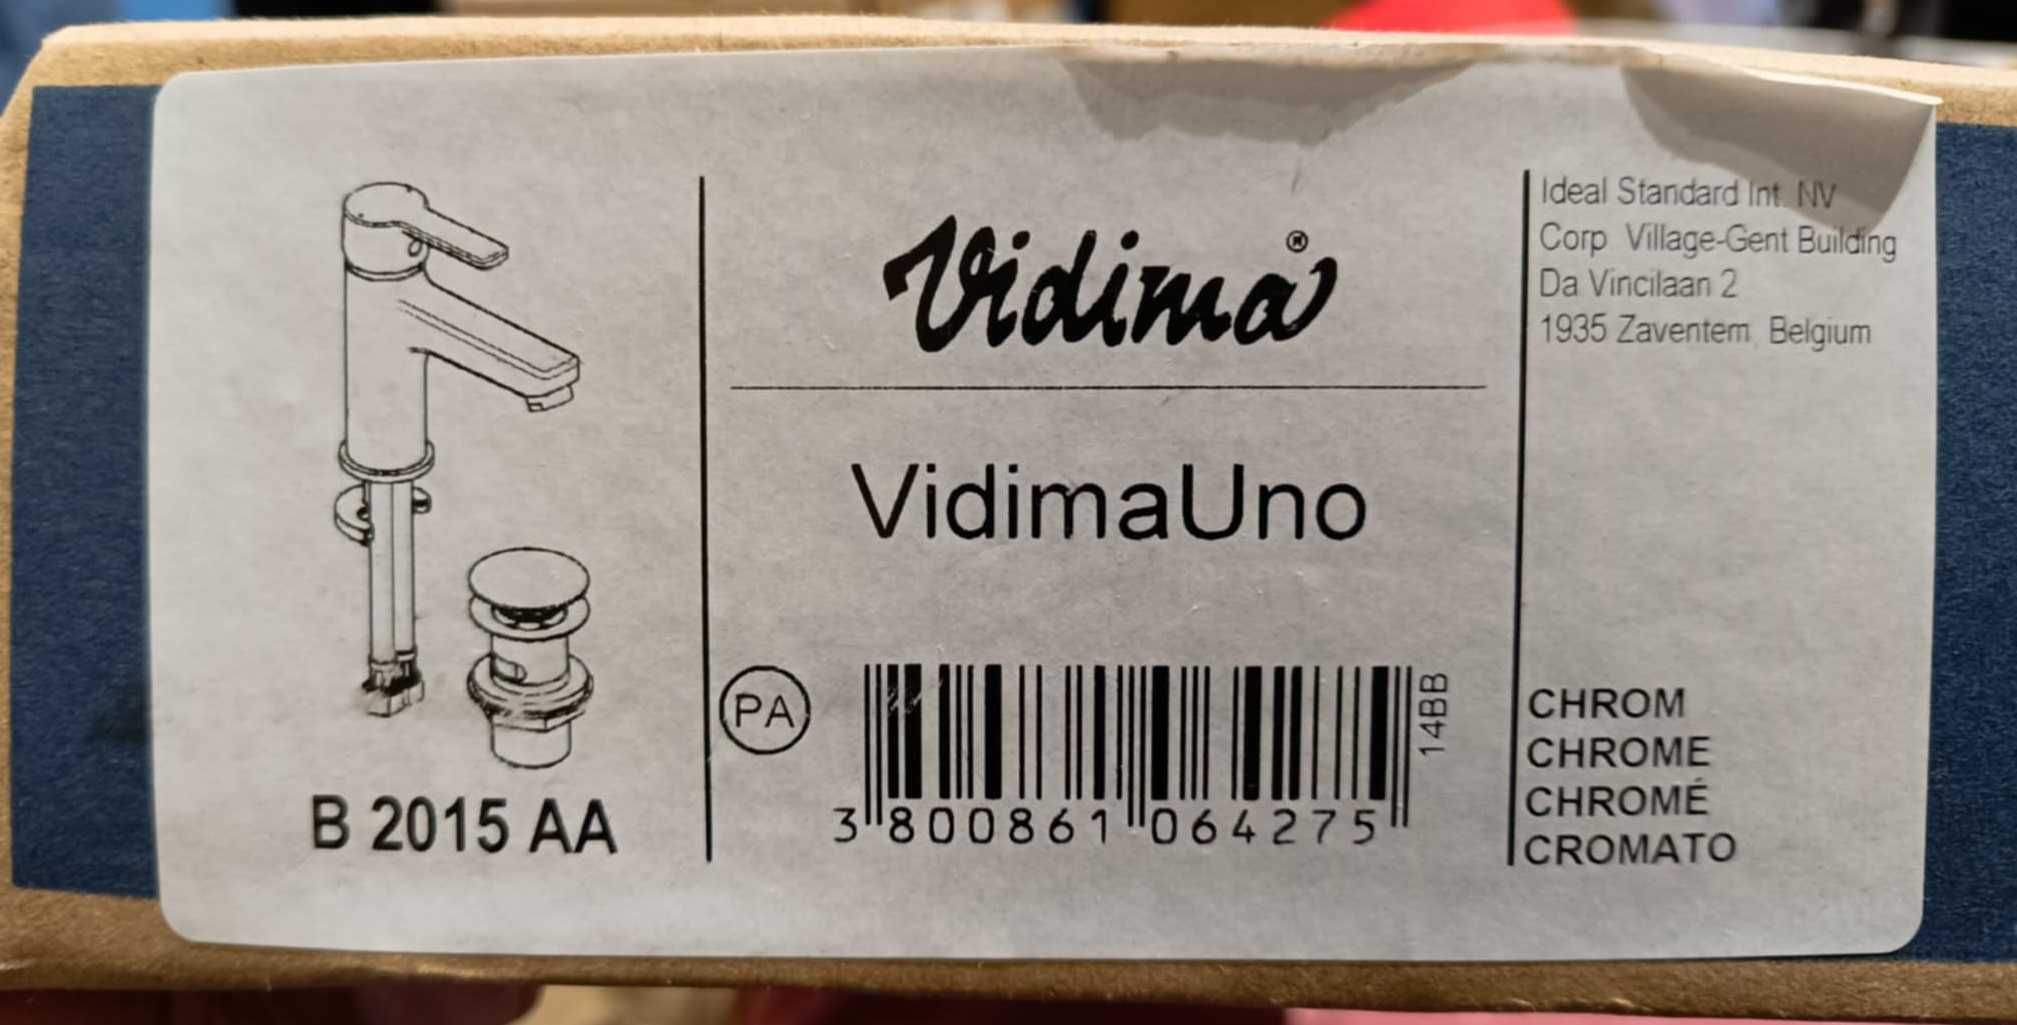 Vidima®
VidimaUno
PA
14BB
3 800861 064275
B 2015 AA
Ideal Standard Int. NV
Corp Village-Gent Building
Da Vincilaan 2
1935 Zaventem Belgium
CHROM
CHROME
CHROMÉ
CROMATO